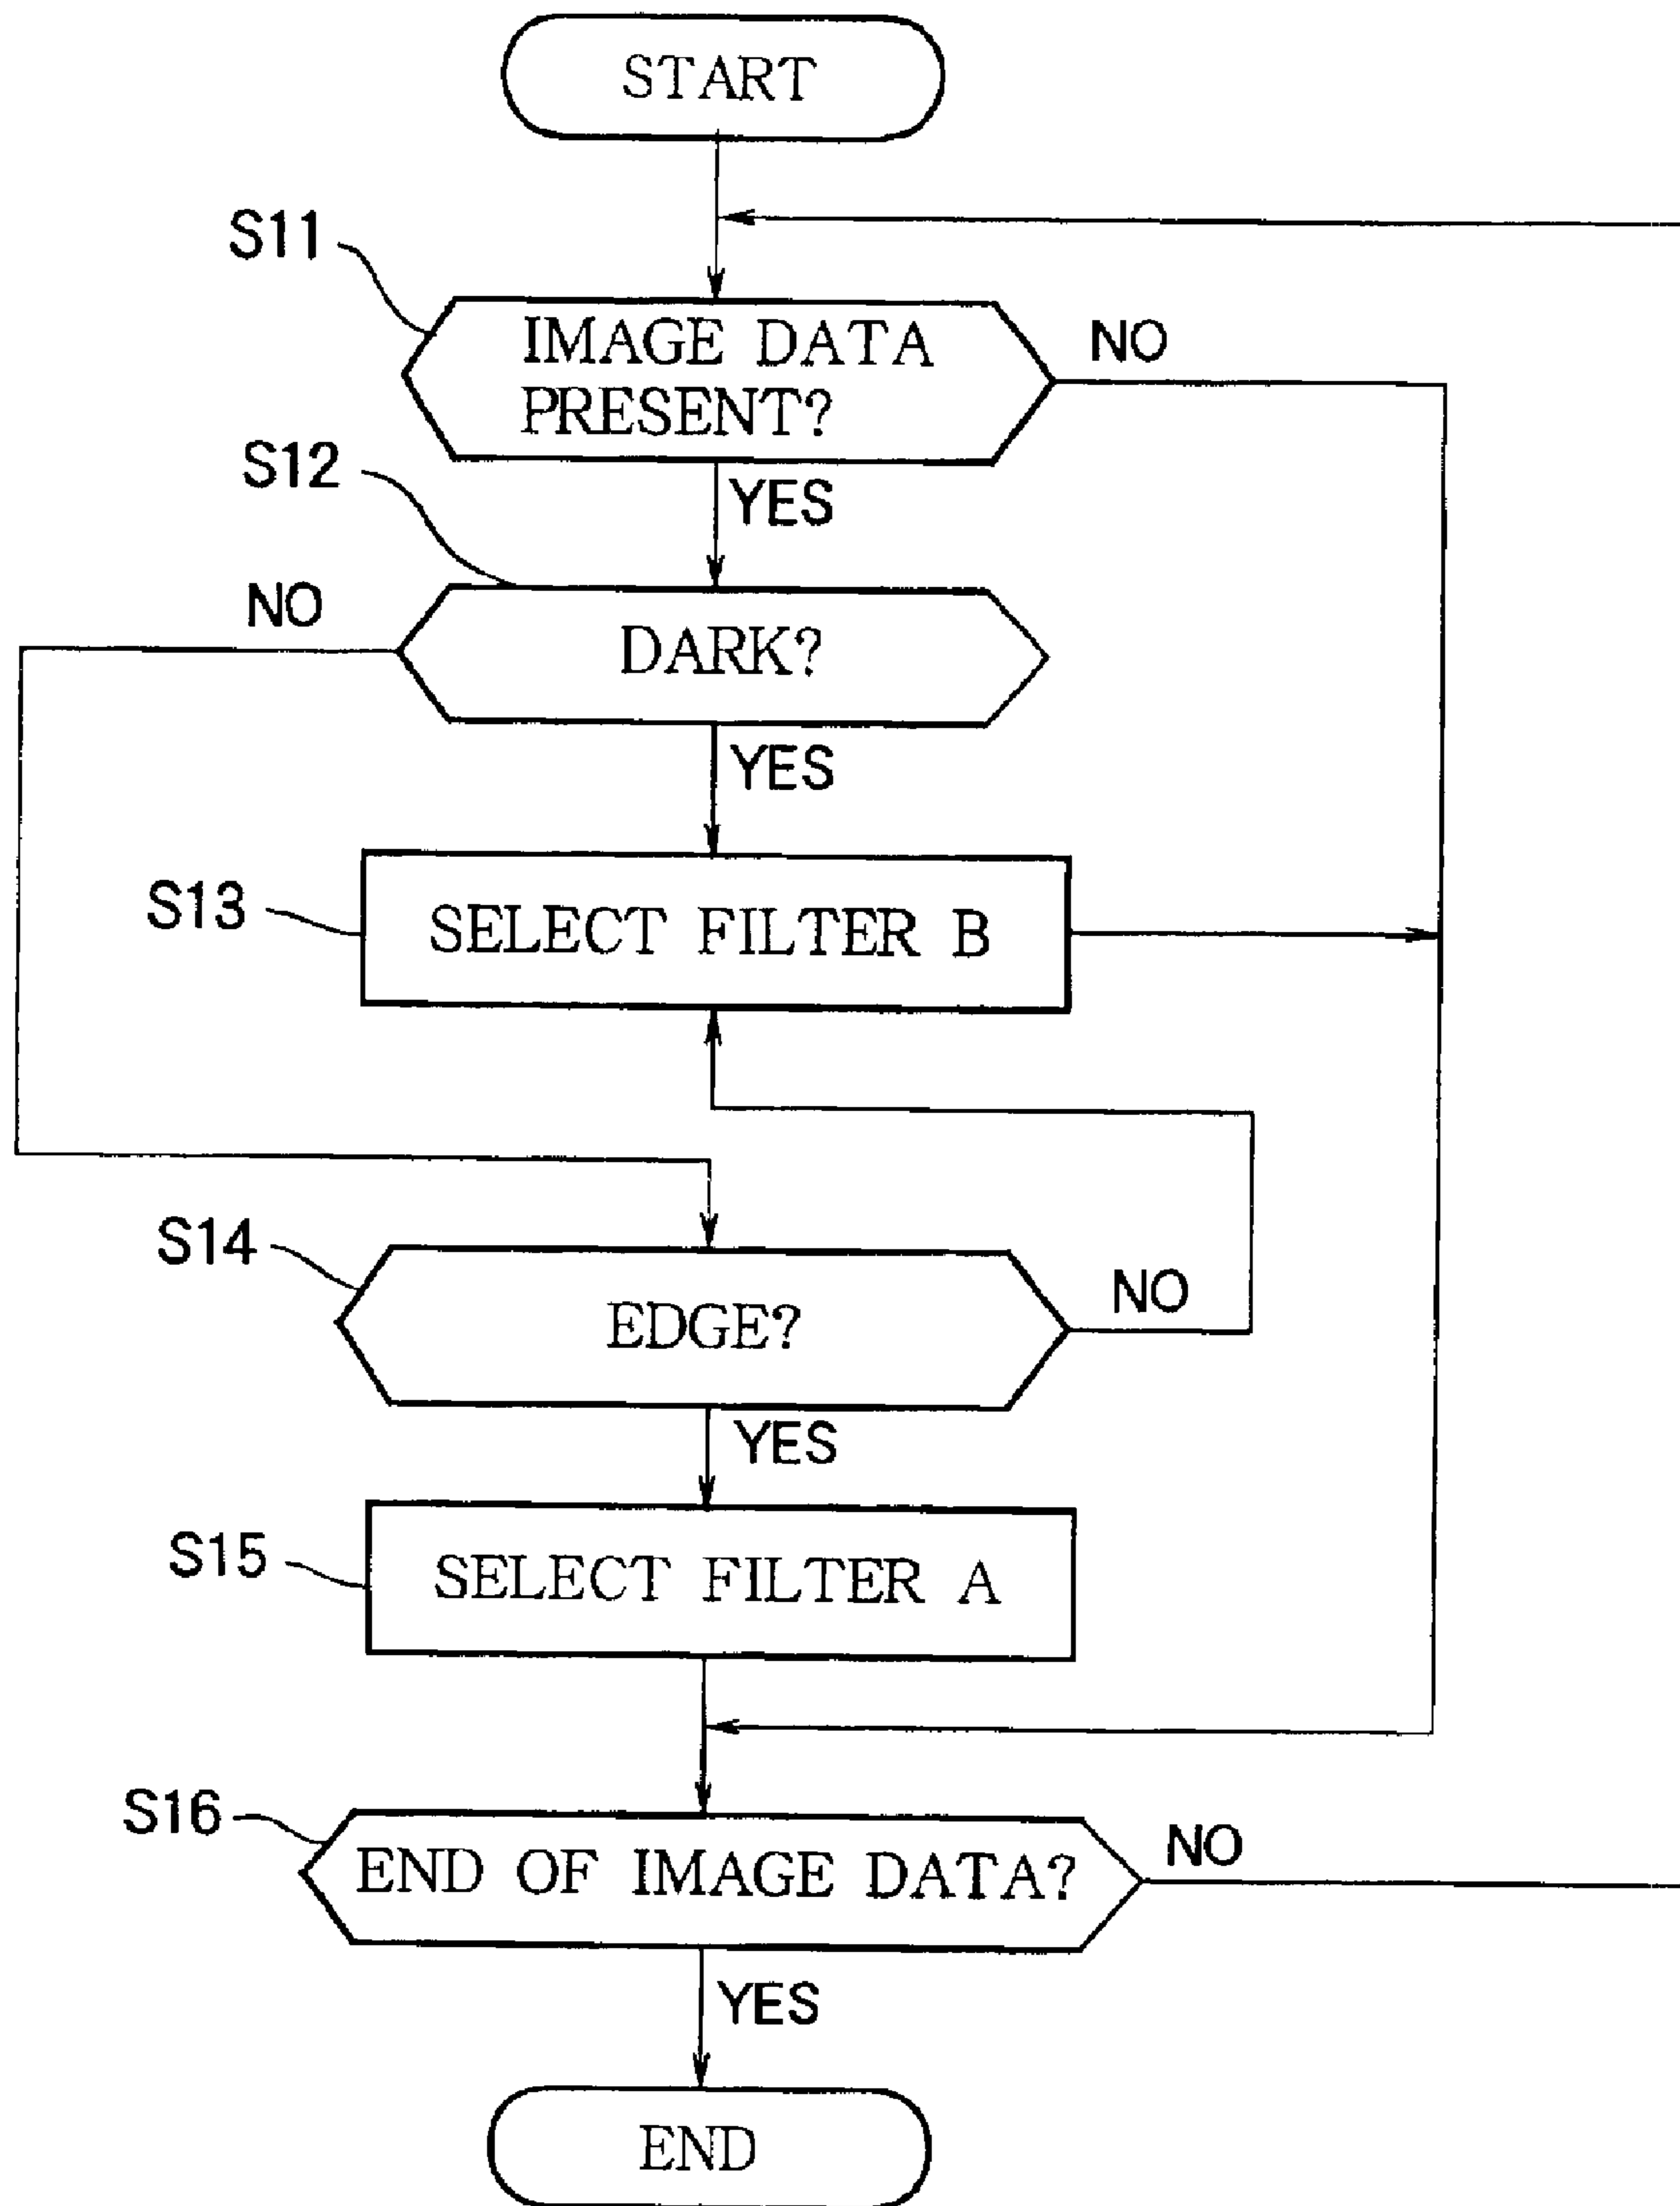 START
S11
IMAGE DATA
PRESENT?
NO
YES
S12
NO
DARK?
YES
S13
SELECT FILTER B
S14
EDGE?
NO
YES
S15
SELECT FILTER A
S16
END OF IMAGE DATA?
NO
YES
END